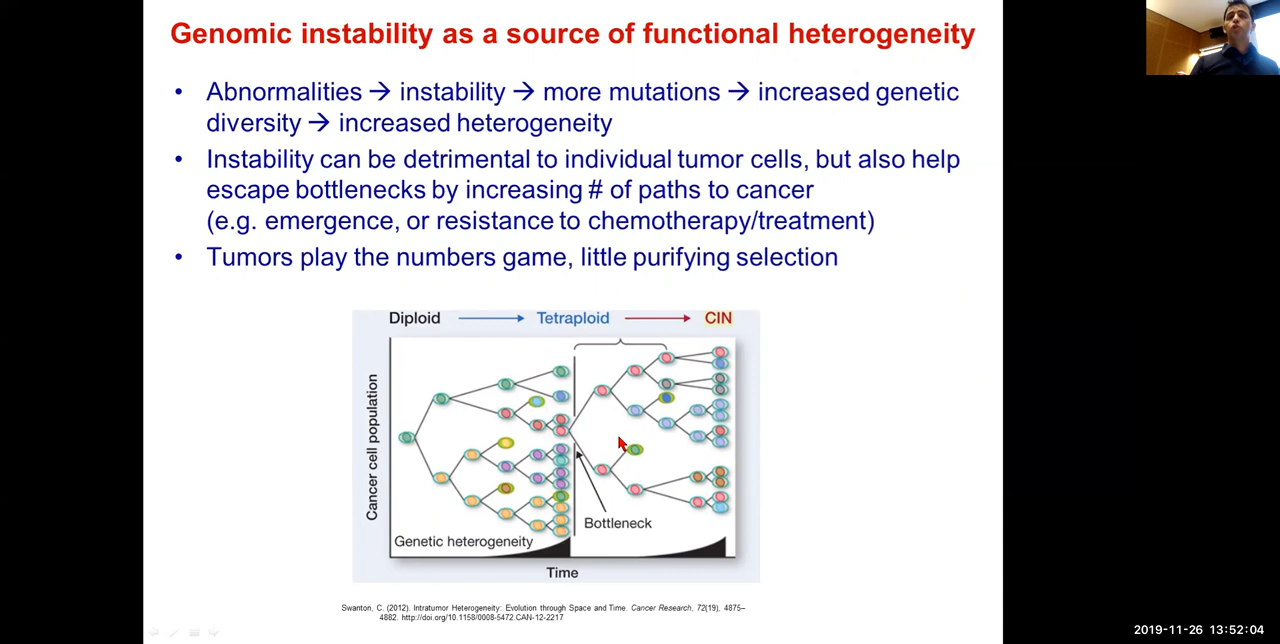 Genomic instability as a source of functional heterogeneity
• Abnormalities → instability → more mutations → increased genetic
diversity → increased heterogeneity
• Instability can be detrimental to individual tumor cells, but also help
escape bottlenecks by increasing # of paths to cancer
(e.g. emergence, or resistance to chemotherapy/treatment)
• Tumors play the numbers game, little purifying selection
Diploid → Tetraploid → CIN
Cancer cell population
Bottleneck
Genetic heterogeneity
Time
Swanton, C. (2012). Intratumor Heterogeneity: Evolution through Space and Time. Cancer Research, 72(19), 4875–
4882. http://doi.org/10.1158/0008-5472.CAN-12-2217
2019-11-26 13:52:04